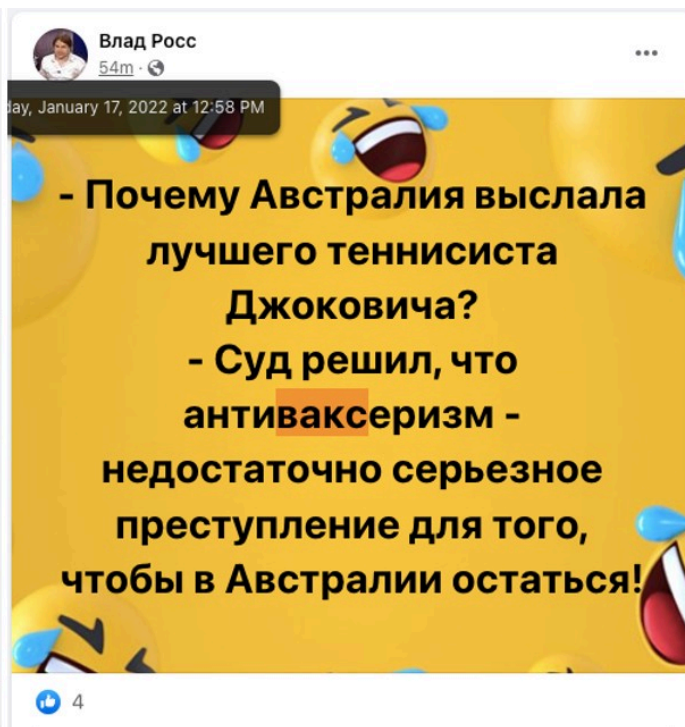 Влад Росс
54m ·
day, January 17, 2022 at 12:58 PM
- Почему Австралия выслала
лучшего теннисиста
Джоковича?
- Суд решил, что
антиваксеризм -
недостаточно серьезное
преступление для того,
чтобы в Австралии остаться!
4